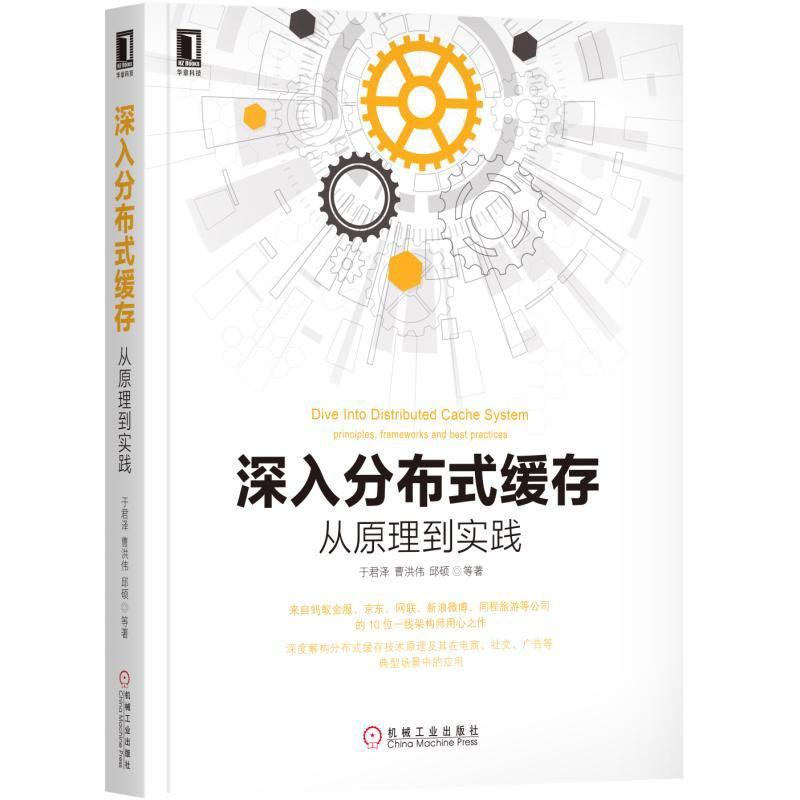 HZ BOOKS
华章科技
深入分布式缓存
从原理到实践
于君泽 曹洪伟 邱硕◎等著
机械工业出版社
China Machine Press
Dive Into Distributed Cache System
principles, frameworks and best practices
深入分布式缓存
从原理到实践
于君泽 曹洪伟 邱硕◎等著
来自蚂蚁金服、京东、网联、新浪微博、同程旅游等公司
的 10 位一线架构师用心之作
深度解构分布式缓存技术原理及其在电商、社交、广告等
典型场景中的应用
机械工业出版社
China Machine Press